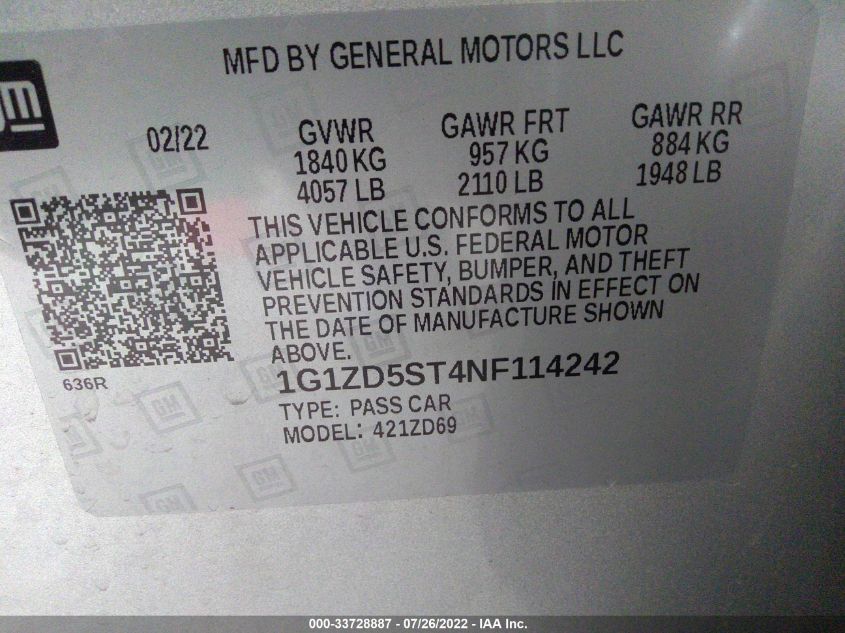 MFD BY GENERAL MOTORS LLC
gm
02/22 GVWR GAWR FRT GAWR RR
1840 KG 957 KG 884 KG
4057 LB 2110 LB 1948 LB
THIS VEHICLE CONFORMS TO ALL
APPLICABLE U.S. FEDERAL MOTOR
VEHICLE SAFETY, BUMPER, AND THEFT
PREVENTION STANDARDS IN EFFECT ON
THE DATE OF MANUFACTURE SHOWN
ABOVE.
636R
1G1ZD5ST4NF114242
TYPE: PASS CAR
MODEL: 421ZD69
000-33728887 - 07/26/2022 - IAA Inc.